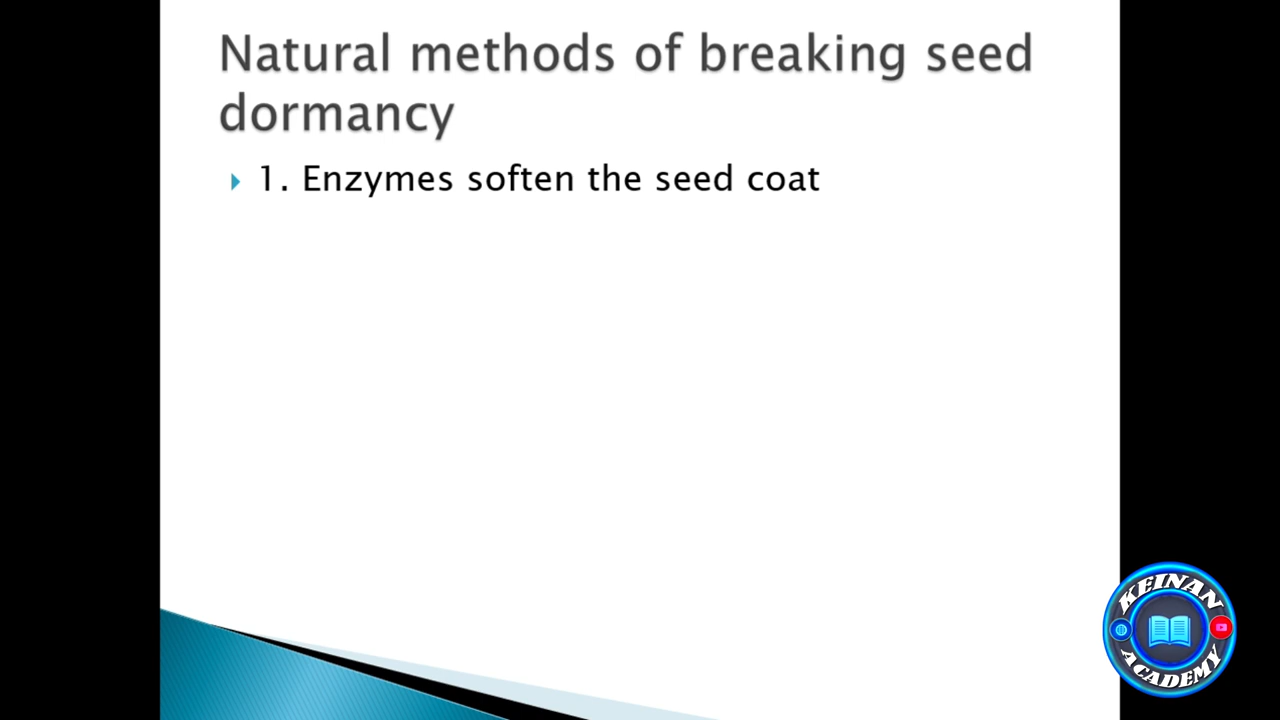 Natural methods of breaking seed
dormancy
1. Enzymes soften the seed coat
KEINAN
ACADEMY